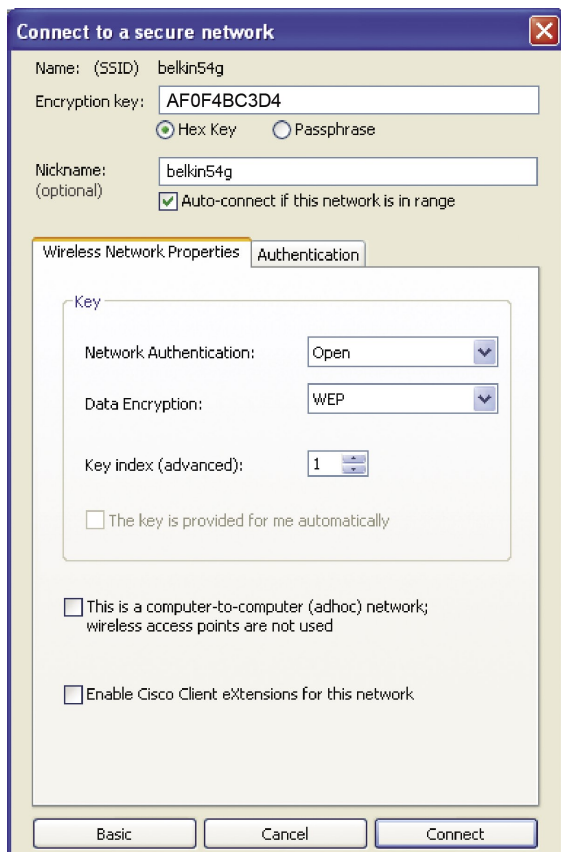 Connect to a secure network
Name: (SSID) belkin54g
Encryption key: AF0F4BC3D4
Hex Key Passphrase
Nickname: belkin54g
(optional)
Auto-connect if this network is in range
Wireless Network Properties Authentication
Key
Network Authentication: Open
Data Encryption: WEP
Key index (advanced): 1
The key is provided for me automatically
This is a computer-to-computer (adhoc) network;
wireless access points are not used
Enable Cisco Client eXtensions for this network
Basic Cancel Connect